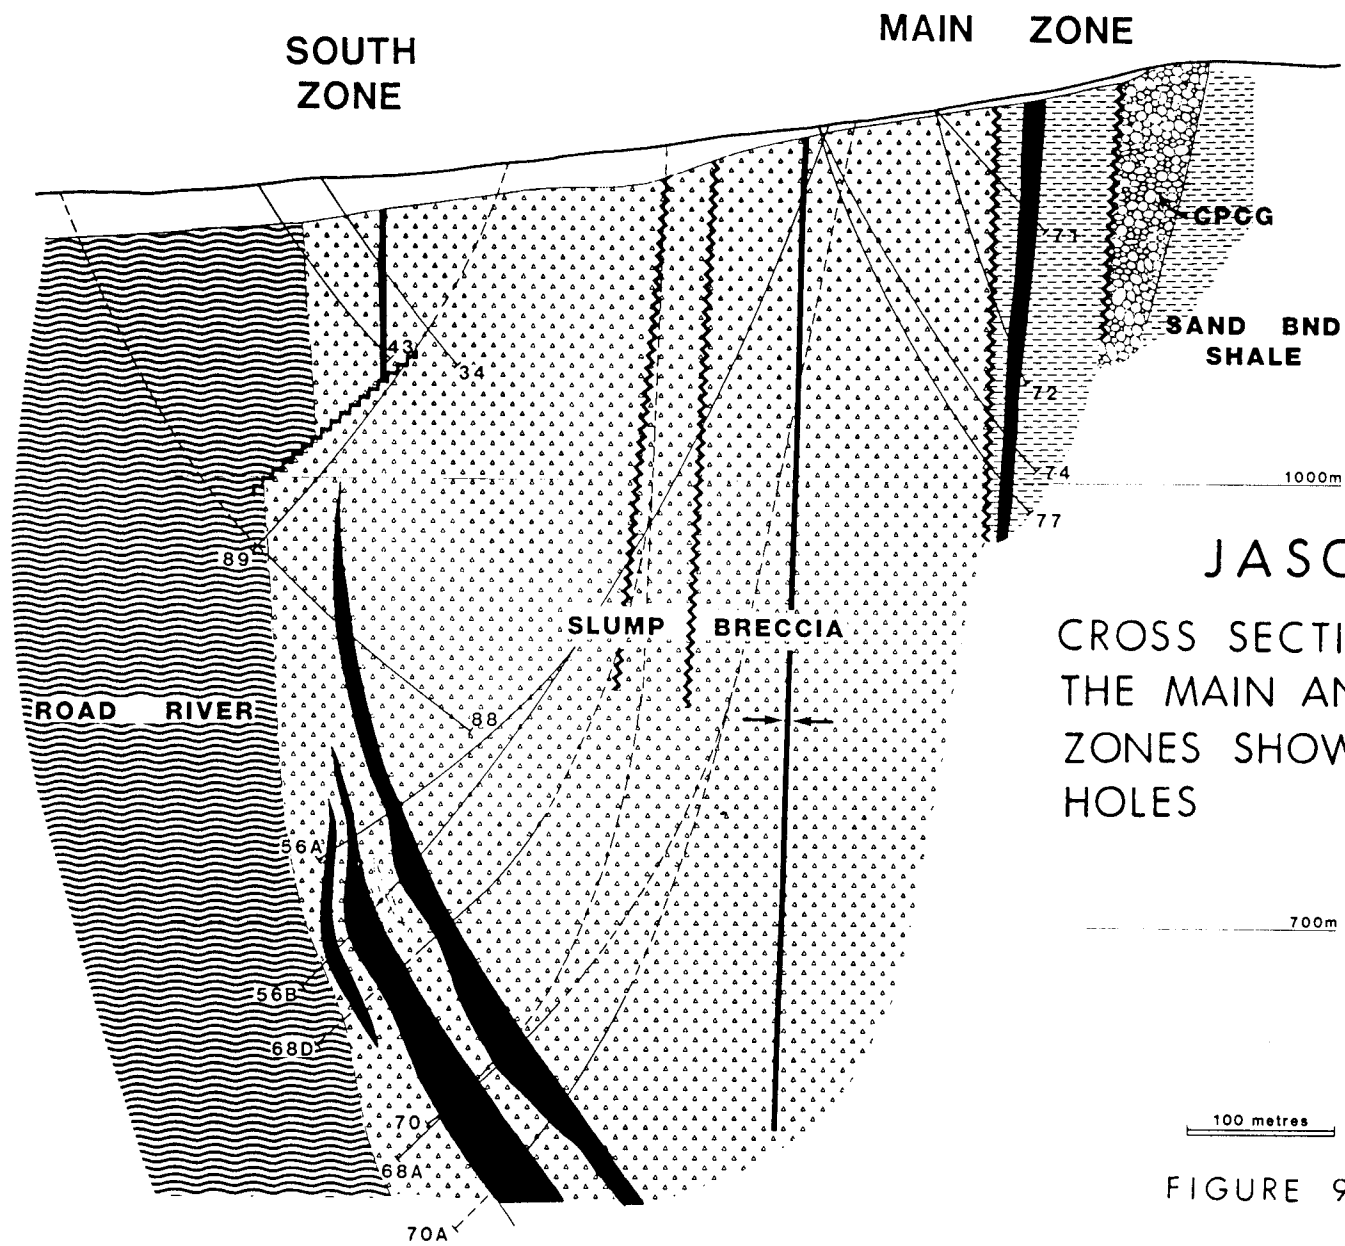 SOUTH
ZONE
MAIN ZONE
GPCG
71
SAND BND
SHALE
43
34
72
74
1000m
77
89
JASO
CROSS SECTI
THE MAIN AN
ZONES SHOW
HOLES
SLUMP BRECCIA
ROAD RIVER
88
56A
700m
56B
68D
70
100 metres
68A
FIGURE 9
70A